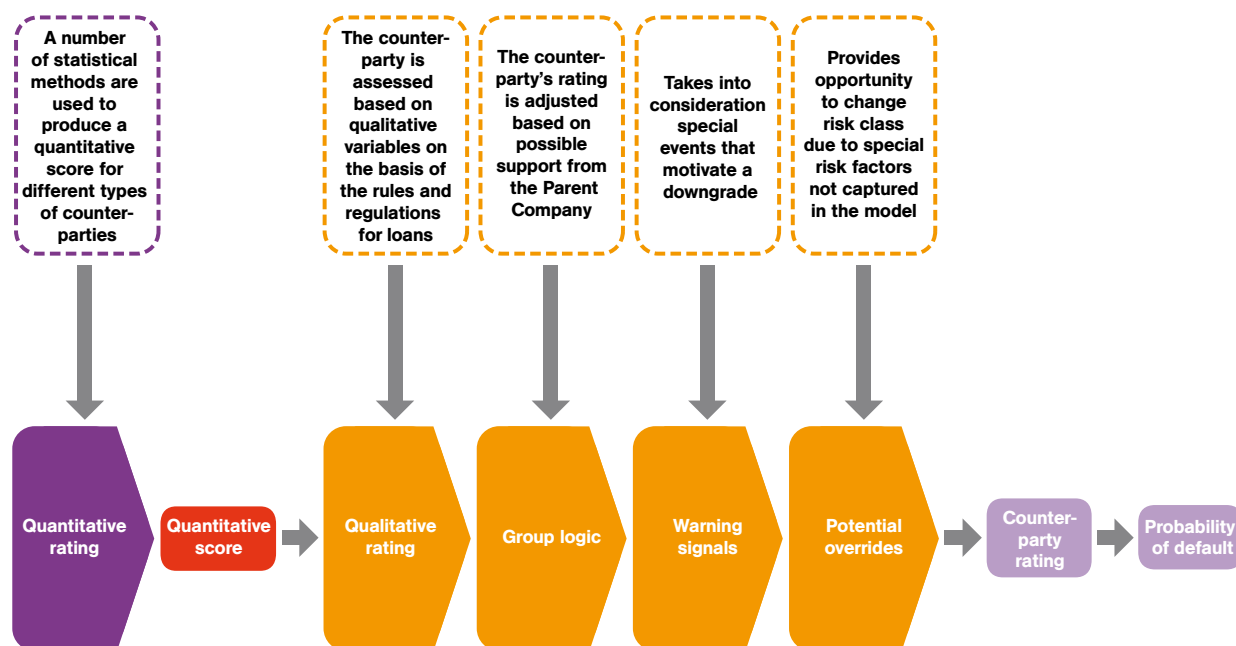 A number
of statistical
methods are
used to
produce a
quantitative
score for
different types
of counter-
parties
The counter-
party is
assessed
based on
qualitative
variables on
the basis of
the rules and
regulations
for loans
The counter-
party's rating
is adjusted
based on
possible
support from
the Parent
Company
Takes into
consideration
special
events that
motivate a
downgrade
Provides
opportunity
to change
risk class
due to special
risk factors
not captured
in the model
Quantitative
rating
Quantitative
score
Qualitative
rating
Group logic
Warning
signals
Potential
overrides
Counter-
party
rating
Probability
of default